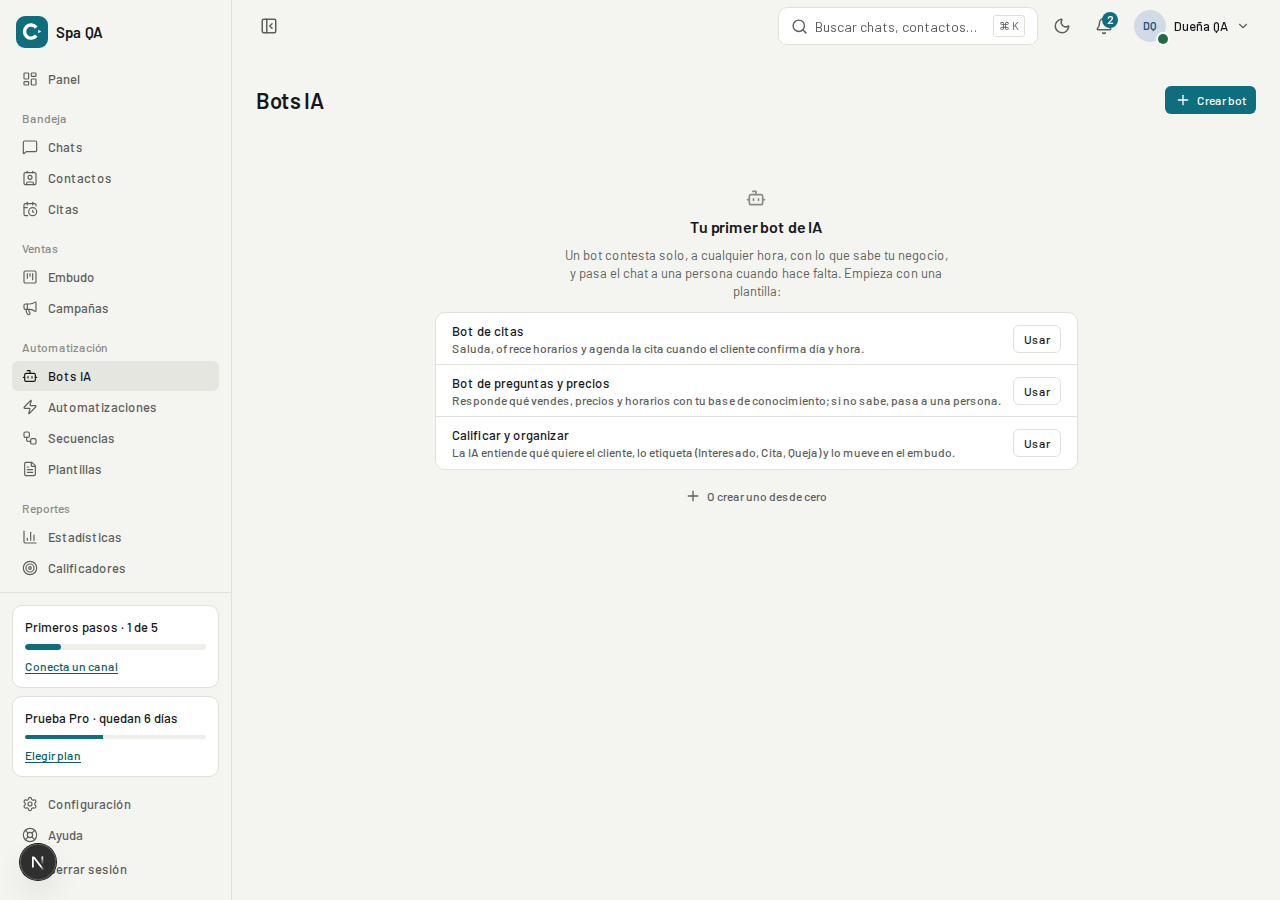 Spa QA
Buscar chats, contactos...
⌘ K
2
DQ
Dueña QA
Panel
Bandeja
Chats
Contactos
Citas
Ventas
Embudo
Campañas
Automatización
Bots IA
Automatizaciones
Secuencias
Plantillas
Reportes
Estadísticas
Calificadores
Primeros pasos · 1 de 5
Conecta un canal
Prueba Pro · quedan 6 días
Elegir plan
Configuración
Ayuda
N
errar sesión
Bots IA
Crear bot
Tu primer bot de IA
Un bot contesta solo, a cualquier hora, con lo que sabe tu negocio,
y pasa el chat a una persona cuando hace falta. Empieza con una
plantilla:
Bot de citas
Saluda, ofrece horarios y agenda la cita cuando el cliente confirma día y hora.
Usar
Bot de preguntas y precios
Responde qué vendes, precios y horarios con tu base de conocimiento; si no sabe, pasa a una persona.
Usar
Calificar y organizar
La IA entiende qué quiere el cliente, lo etiqueta (Interesado, Cita, Queja) y lo mueve en el embudo.
Usar
O crear uno desde cero